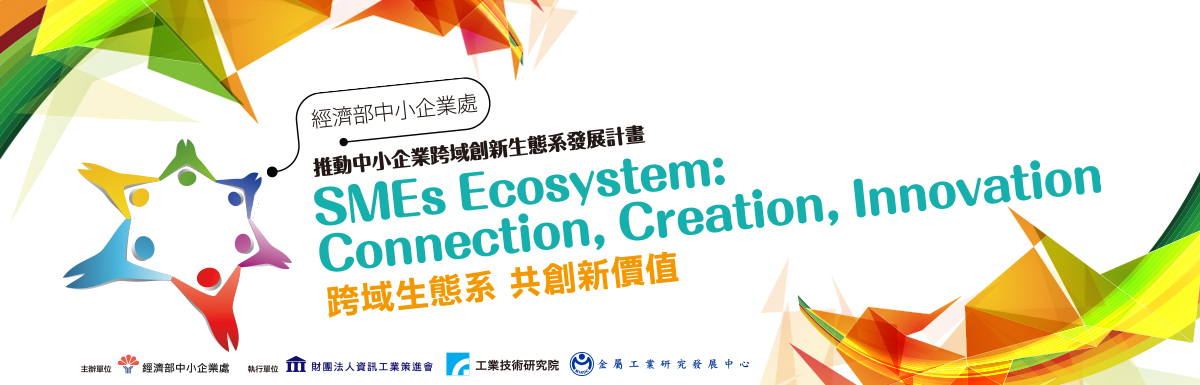 經濟部中小企業處
推動中小企業跨域創新生態系發展計畫
SMEs Ecosystem:
Connection, Creation, Innovation
跨域生態系 共創新價值
主辦單位 經濟部中小企業處 執行單位 財團法人資訊工業策進會 工業技術研究院 金屬工業研究發展中心